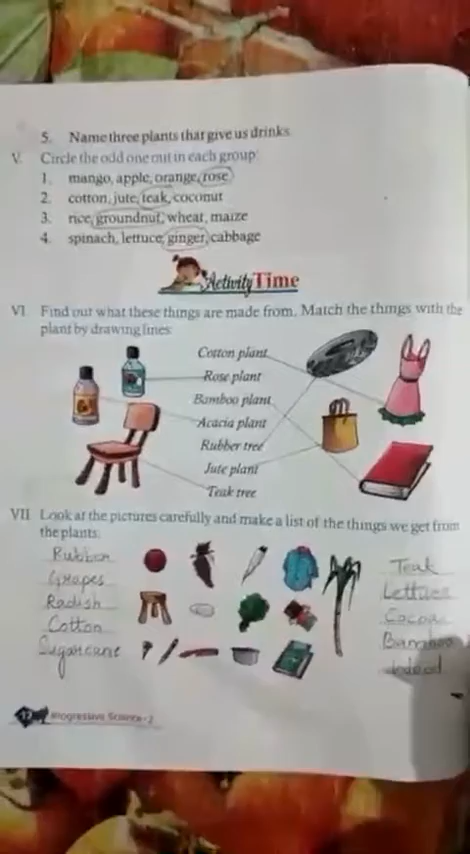 5. Name three plants that give us drinks
V. Circle the odd one out in each group:
1. mango, apple, orange, rose
2. cotton, jute, teak, coconut
3. rice, groundnut, wheat, maize
4. spinach, lettuce, ginger, cabbage
Activity Time
VI Find out what these things are made from. Match the things with the
plant by drawing lines:
Cotton plant
Rose plant
Bamboo plant
Acacia plant
Rubber tree
Jute plant
Teak tree
VII Look at the pictures carefully and make a list of the things we get from
the plants.
Rubber Teak
Grapes Lettuce
Radish
Cotton Bamboo
Sugarcane
Progressive Science-2